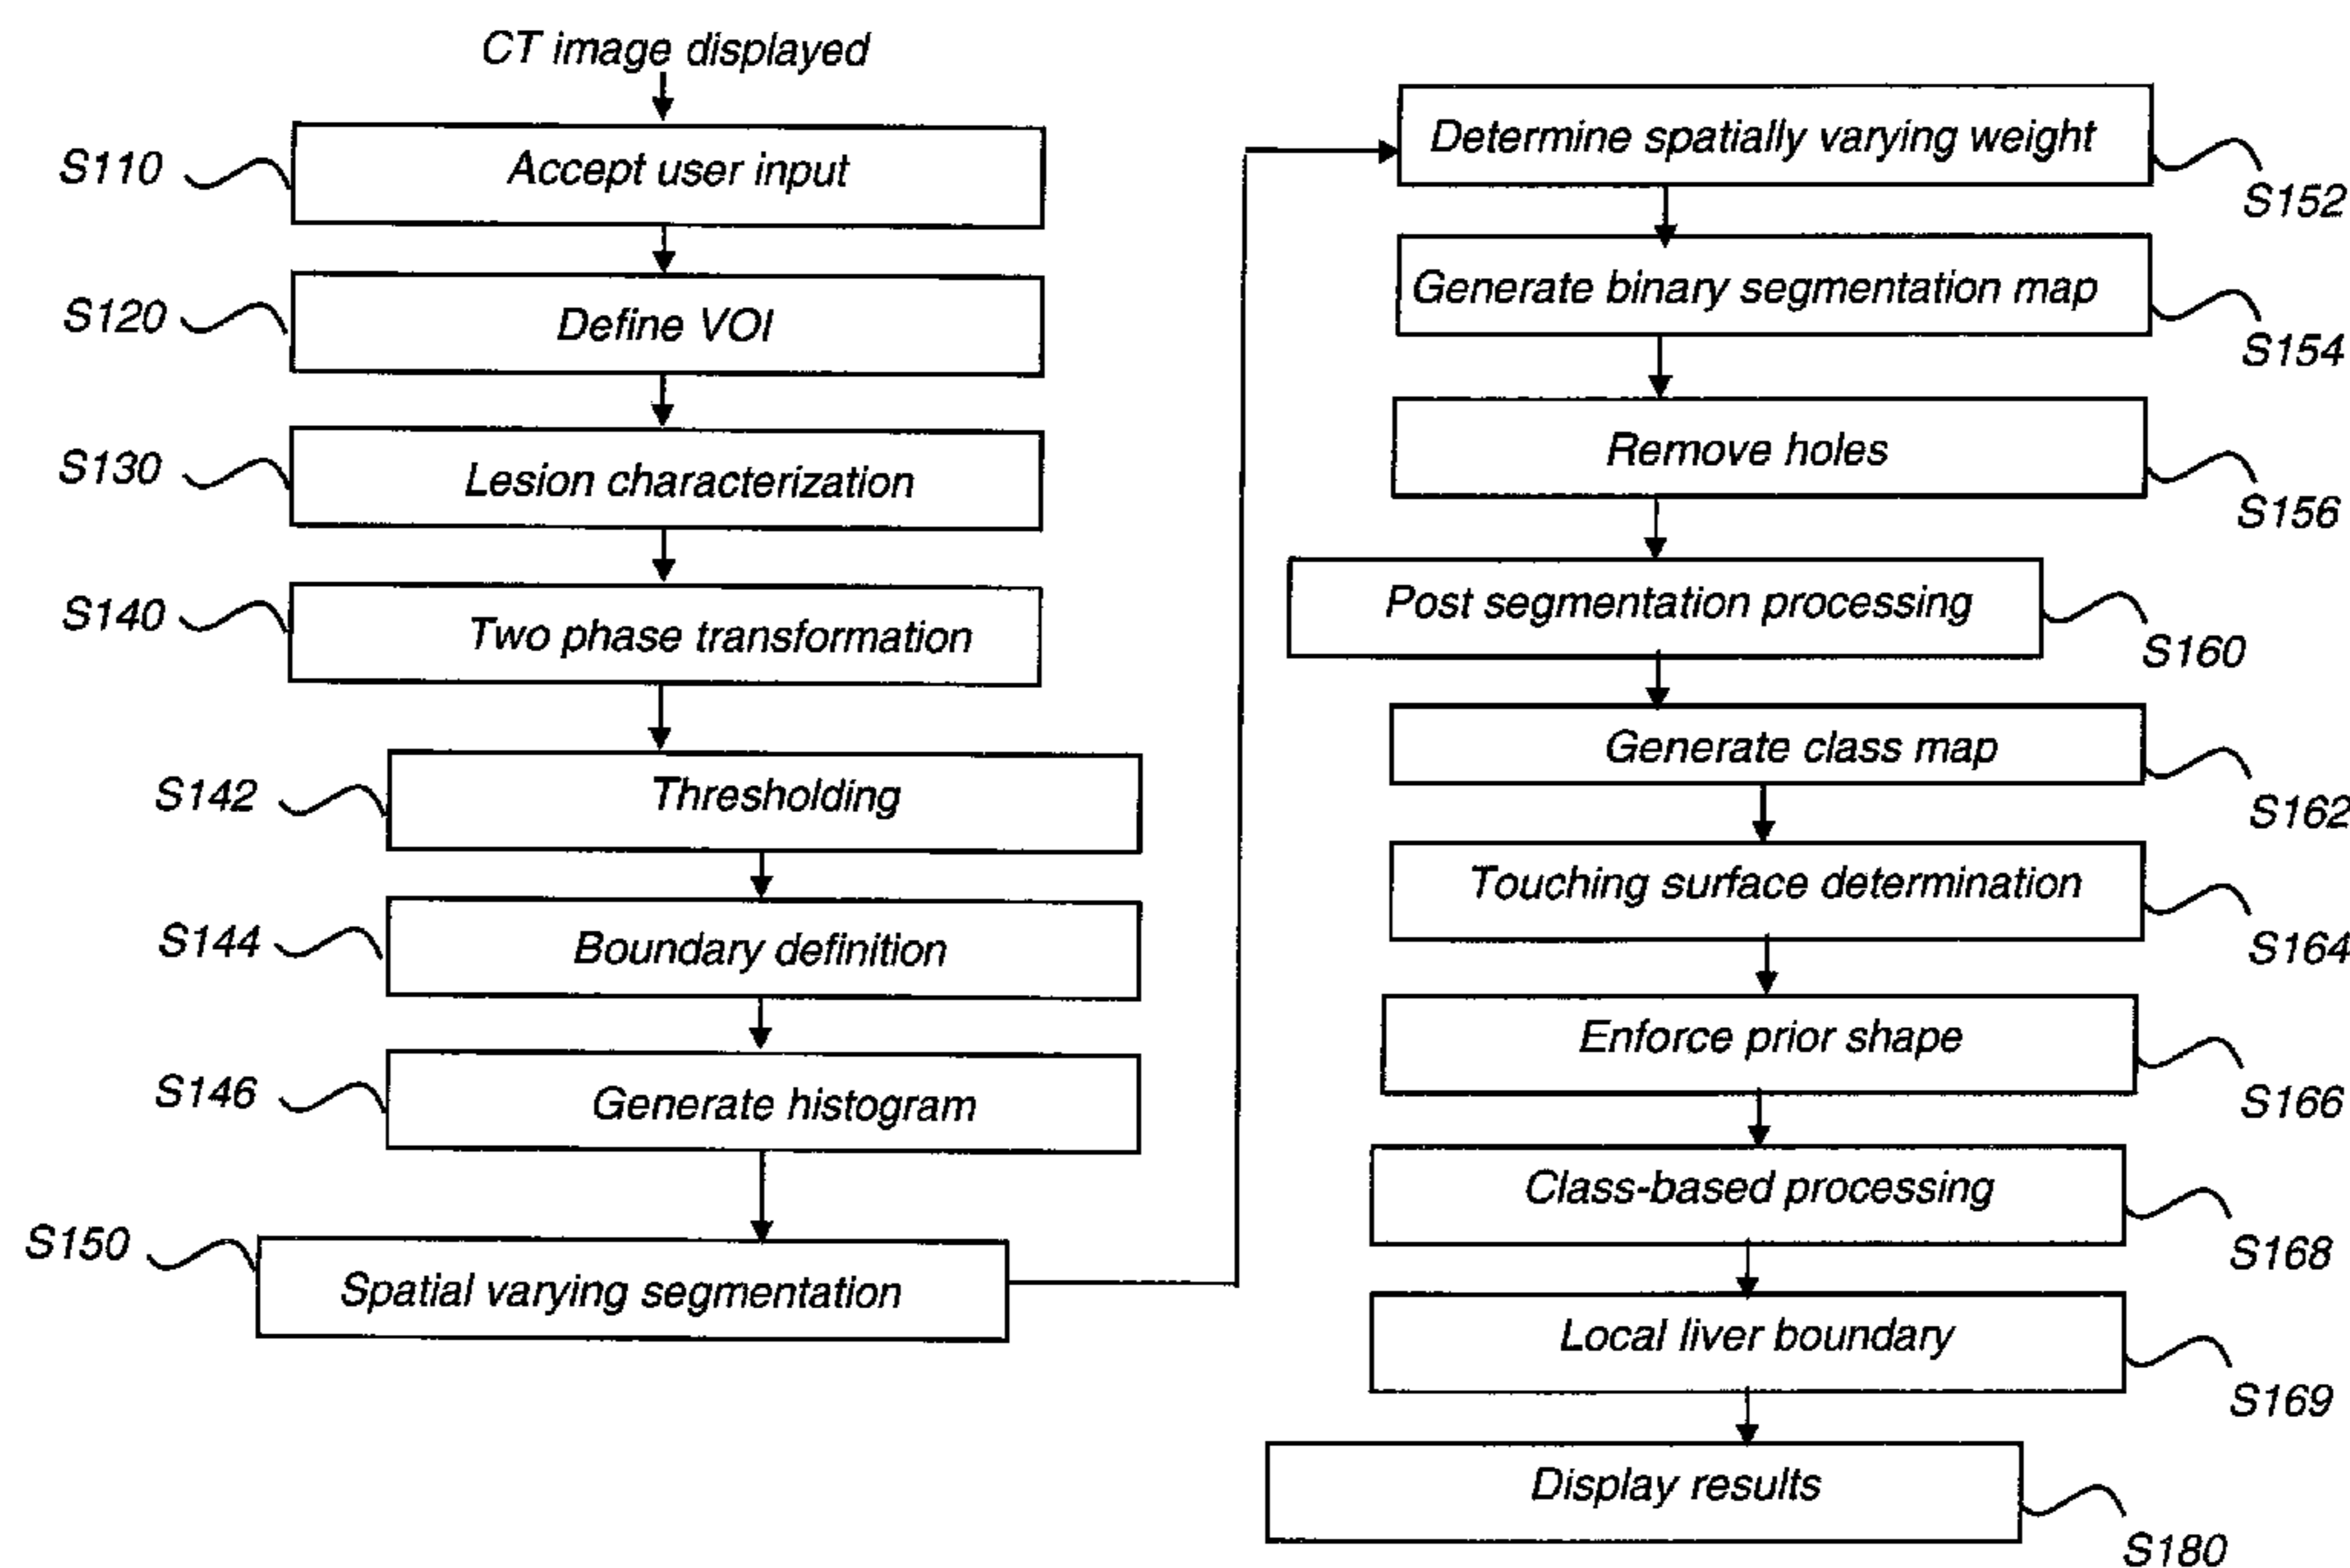 CT image displayed
S110
Accept user input
S120
Define VOI
S130
Lesion characterization
S140
Two phase transformation
S142
Thresholding
S144
Boundary definition
S146
Generate histogram
S150
Spatial varying segmentation
Determine spatially varying weight
S152
Generate binary segmentation map
S154
Remove holes
S156
Post segmentation processing
S160
Generate class map
S162
Touching surface determination
S164
Enforce prior shape
S166
Class-based processing
S168
Local liver boundary
S169
Display results
S180